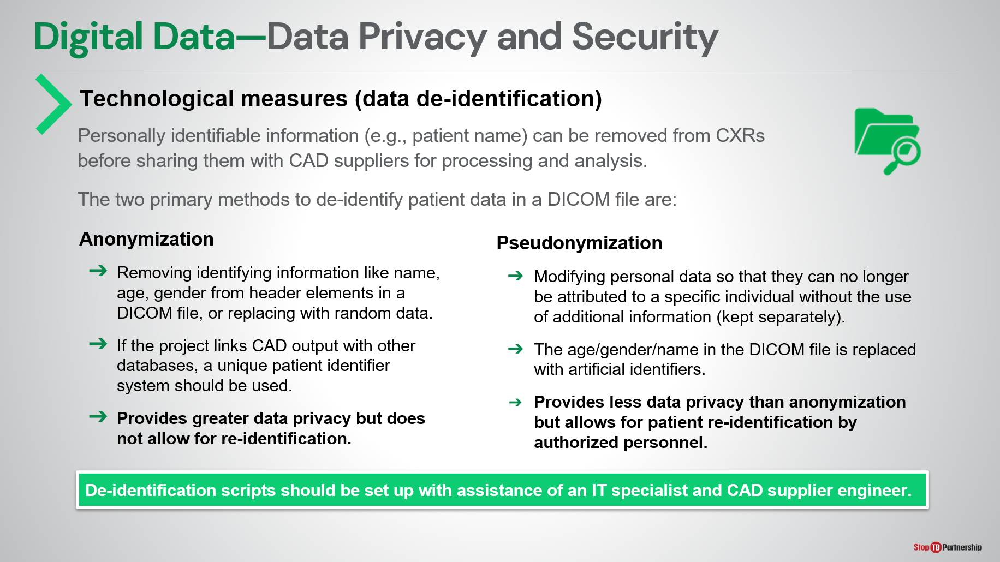 Digital Data—Data Privacy and Security
Technological measures (data de-identification)
Personally identifiable information (e.g., patient name) can be removed from CXRs
before sharing them with CAD suppliers for processing and analysis.
The two primary methods to de-identify patient data in a DICOM file are:
Anonymization
➔ Removing identifying information like name,
age, gender from header elements in a
DICOM file, or replacing with random data.
➔ If the project links CAD output with other
databases, a unique patient identifier
system should be used.
➔ Provides greater data privacy but does
not allow for re-identification.
Pseudonymization
➔ Modifying personal data so that they can no longer
be attributed to a specific individual without the use
of additional information (kept separately).
➔ The age/gender/name in the DICOM file is replaced
with artificial identifiers.
➔ Provides less data privacy than anonymization
but allows for patient re-identification by
authorized personnel.
De-identification scripts should be set up with assistance of an IT specialist and CAD supplier engineer.
Stop TB Partnership